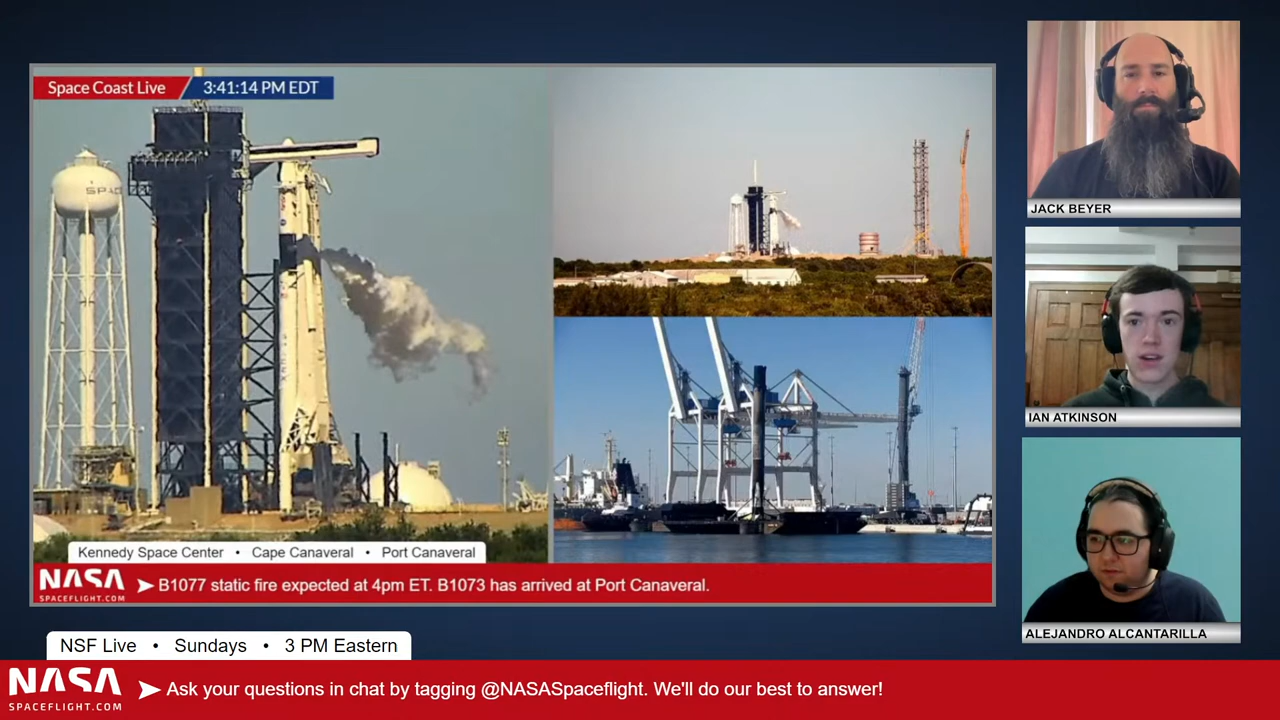 Space Coast Live 3:41:14 PM EDT
SPAC
Kennedy Space Center • Cape Canaveral • Port Canaveral
NASA
SPACEFLIGHT.COM
B1077 static fire expected at 4pm ET. B1073 has arrived at Port Canaveral.
JACK BEYER
IAN ATKINSON
ALEJANDRO ALCANTARILLA
NSF Live • Sundays • 3 PM Eastern
NASA
SPACEFLIGHT.COM
Ask your questions in chat by tagging @NASASpaceflight. We'll do our best to answer!